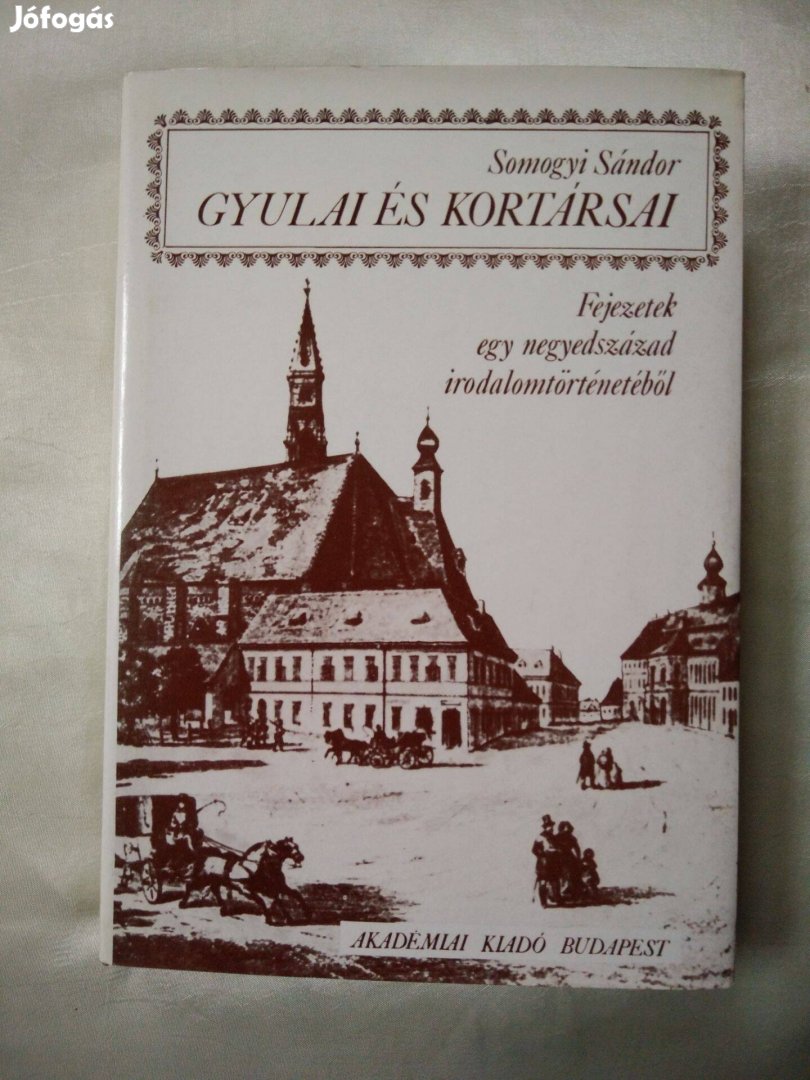 Jófogás
Somogyi Sándor
GYULAI ÉS KORTÁRSAI
Fejezetek
egy negyedszázad
irodalomtörténetéből
AKADÉMIAI KIADÓ BUDAPEST